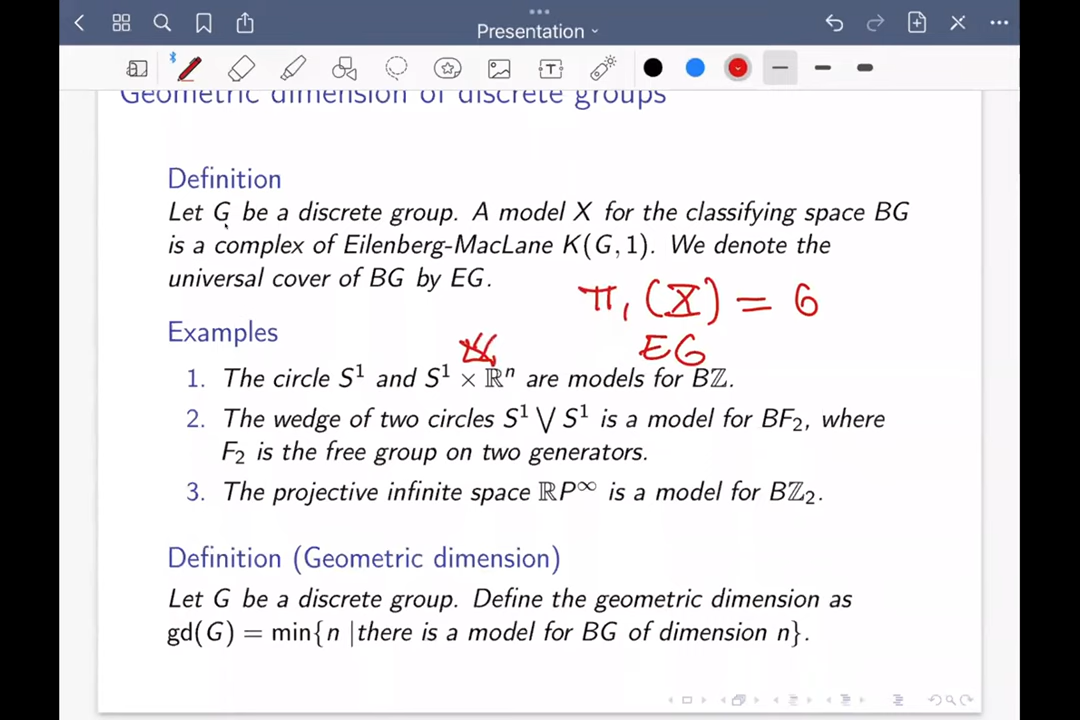 Presentation
Geometric dimension of discrete groups
Definition
Let G be a discrete group. A model X for the classifying space BG
is a complex of Eilenberg-MacLane K(G, 1). We denote the
universal cover of BG by EG.
π₁(X) = G
Examples
EG
1. The circle S¹ and S¹ × ℝⁿ are models for Bℤ.
2. The wedge of two circles S¹ ⋁ S¹ is a model for BF₂, where
F₂ is the free group on two generators.
3. The projective infinite space ℝP^∞ is a model for Bℤ₂.
Definition (Geometric dimension)
Let G be a discrete group. Define the geometric dimension as
gd(G) = min{n |there is a model for BG of dimension n}.